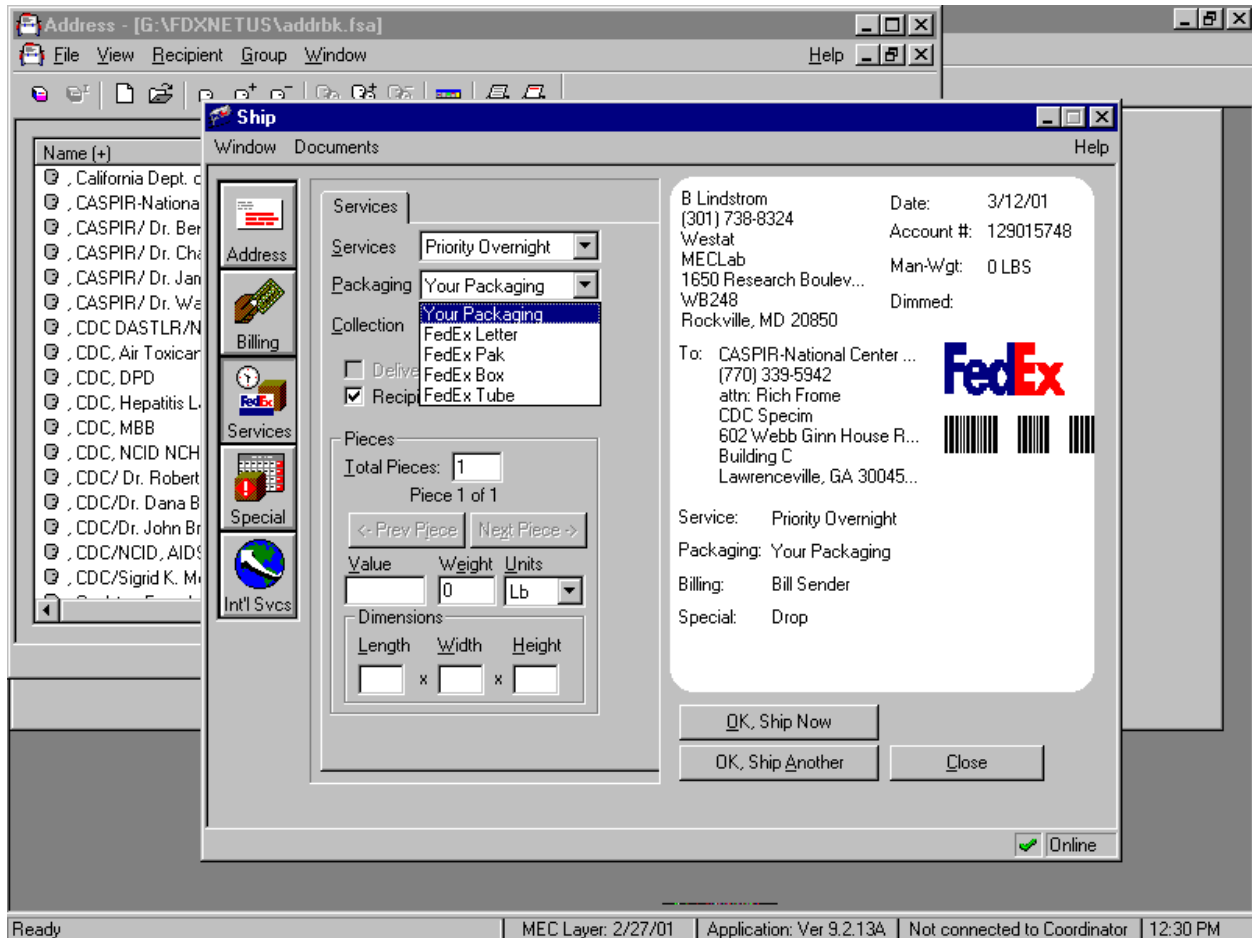 Address - [G:\FDXNETUS\addrbk.fsa]
File View Recipient Group Window Help
Name (+)
, California Dept.
, CASPIR-Nationa
, CASPIR/ Dr. Ber
, CASPIR/ Dr. Cha
, CASPIR/ Dr. Jan
, CASPIR/ Dr. Wa
, CDC DASTLR/N
, CDC, Air Toxicar
, CDC, DPD
, CDC, Hepatitis L
, CDC, MBB
, CDC, NCID NCH
, CDC/ Dr. Robert
, CDC/Dr. Dana B
, CDC/Dr. John Br
, CDC/NCID, AIDS
, CDC/Sigrid K. M
Ship
Window Documents Help
Address
Billing
FedEx
Services
Special
Int'l Svcs
Services
Services Priority Overnight
Packaging Your Packaging
Your Packaging
FedEx Letter
FedEx Pak
FedEx Box
FedEx Tube
Collection
Delive
Recipi
Pieces
Total Pieces: 1
Piece 1 of 1
<- Prev Piece Next Piece ->
Value Weight Units
0 Lb
Dimensions
Length Width Height
x x
B Lindstrom
(301) 738-8324
Westat
MECLab
1650 Research Boulev...
WB248
Rockville, MD 20850
Date: 3/12/01
Account #: 129015748
Man-Wgt: 0 LBS
Dimmed:
To: CASPIR-National Center ...
(770) 339-5942
attn: Rich Frome
CDC Specim
602 Webb Ginn House R...
Building C
Lawrenceville, GA 30045...
FedEx
Service: Priority Overnight
Packaging: Your Packaging
Billing: Bill Sender
Special: Drop
OK, Ship Now
OK, Ship Another Close
Online
Ready MEC Layer: 2/27/01 Application: Ver 9.2.13A Not connected to Coordinator 12:30 PM